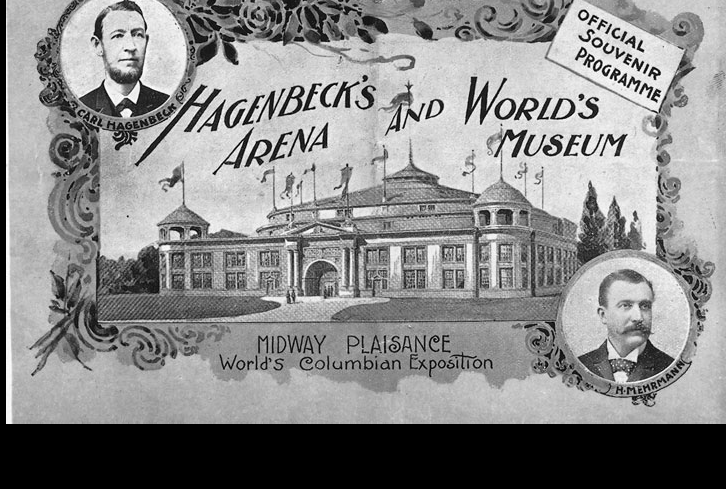 OFFICIAL
SOUVENIR
PROGRAMME
CARL HAGENBECK
HAGENBECK'S AND WORLD'S
ARENA MUSEUM
MIDWAY PLAISANCE
World's Columbian Exposition
H. MEHRMANN